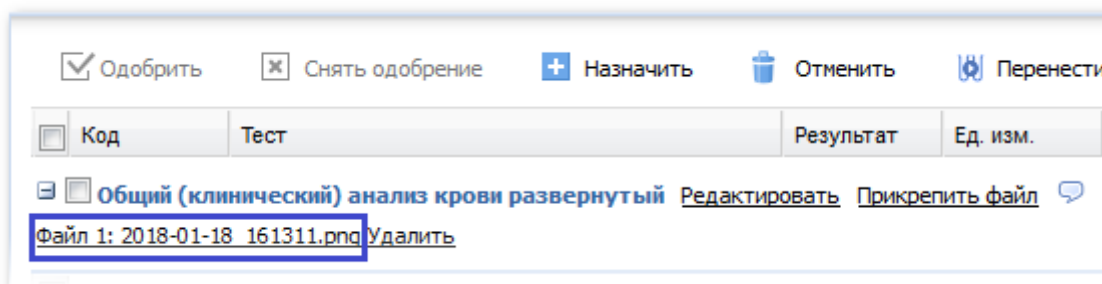 Одобрить Снять одобрение Назначить Отменить Перенести
Код Тест Результат Ед. изм.
Общий (клинический) анализ крови развернутый Редактировать Прикрепить файл
Файл 1: 2018-01-18_161311.png Удалить